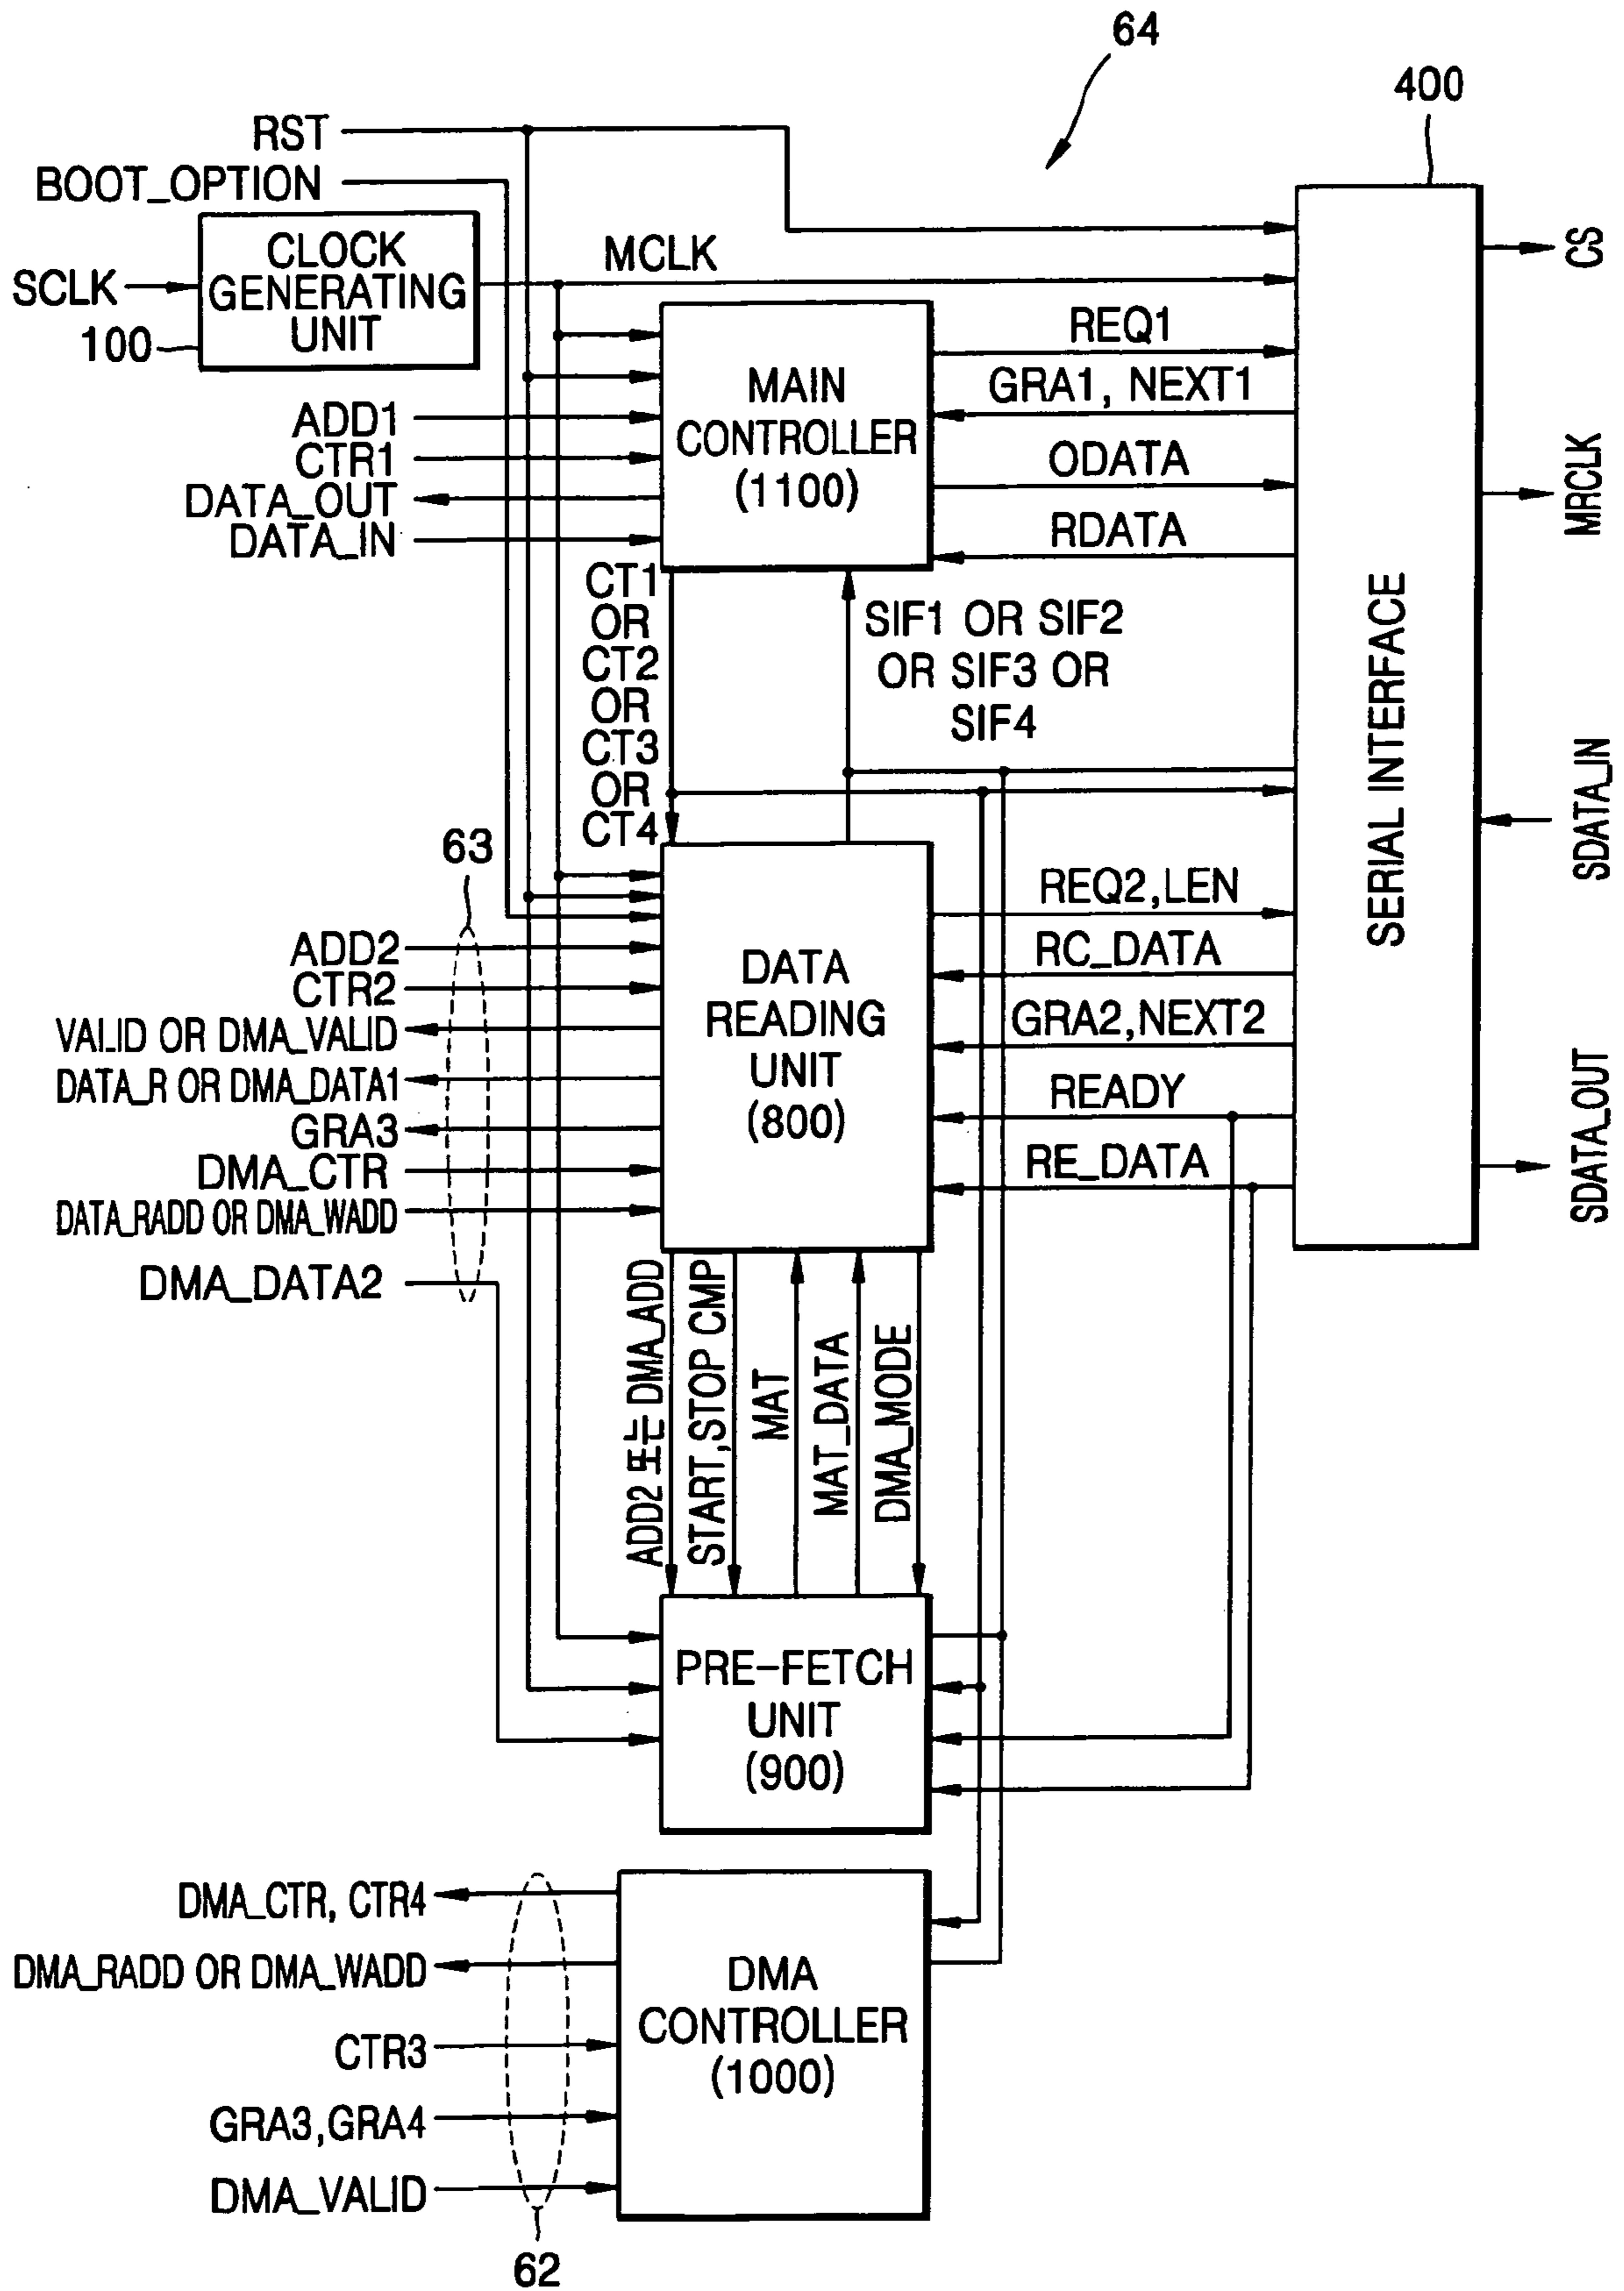 64
400
RST
BOOT_OPTION
CLOCK
GENERATING
UNIT
SCLK
100
MCLK
CS
MRCLK
SDATA_IN
SDATA_OUT
SERIAL INTERFACE
MAIN
CONTROLLER
(1100)
REQ1
GRA1, NEXT1
ODATA
RDATA
ADD1
CTR1
DATA_OUT
DATA_IN
CT1
OR
CT2
OR
CT3
OR
CT4
SIF1 OR SIF2
OR SIF3 OR
SIF4
63
ADD2
CTR2
VALID OR DMA_VALID
DATA_R OR DMA_DATA1
GRA3
DMA_CTR
DATA_RADD OR DMA_WADD
DMA_DATA2
DATA
READING
UNIT
(800)
REQ2,LEN
RC_DATA
GRA2,NEXT2
READY
RE_DATA
ADD2 또는 DMA_ADD
START,STOP CMP
MAT
MAT_DATA
DMA_MODE
PRE-FETCH
UNIT
(900)
DMA_CTR, CTR4
DMA_RADD OR DMA_WADD
CTR3
GRA3,GRA4
DMA_VALID
62
DMA
CONTROLLER
(1000)